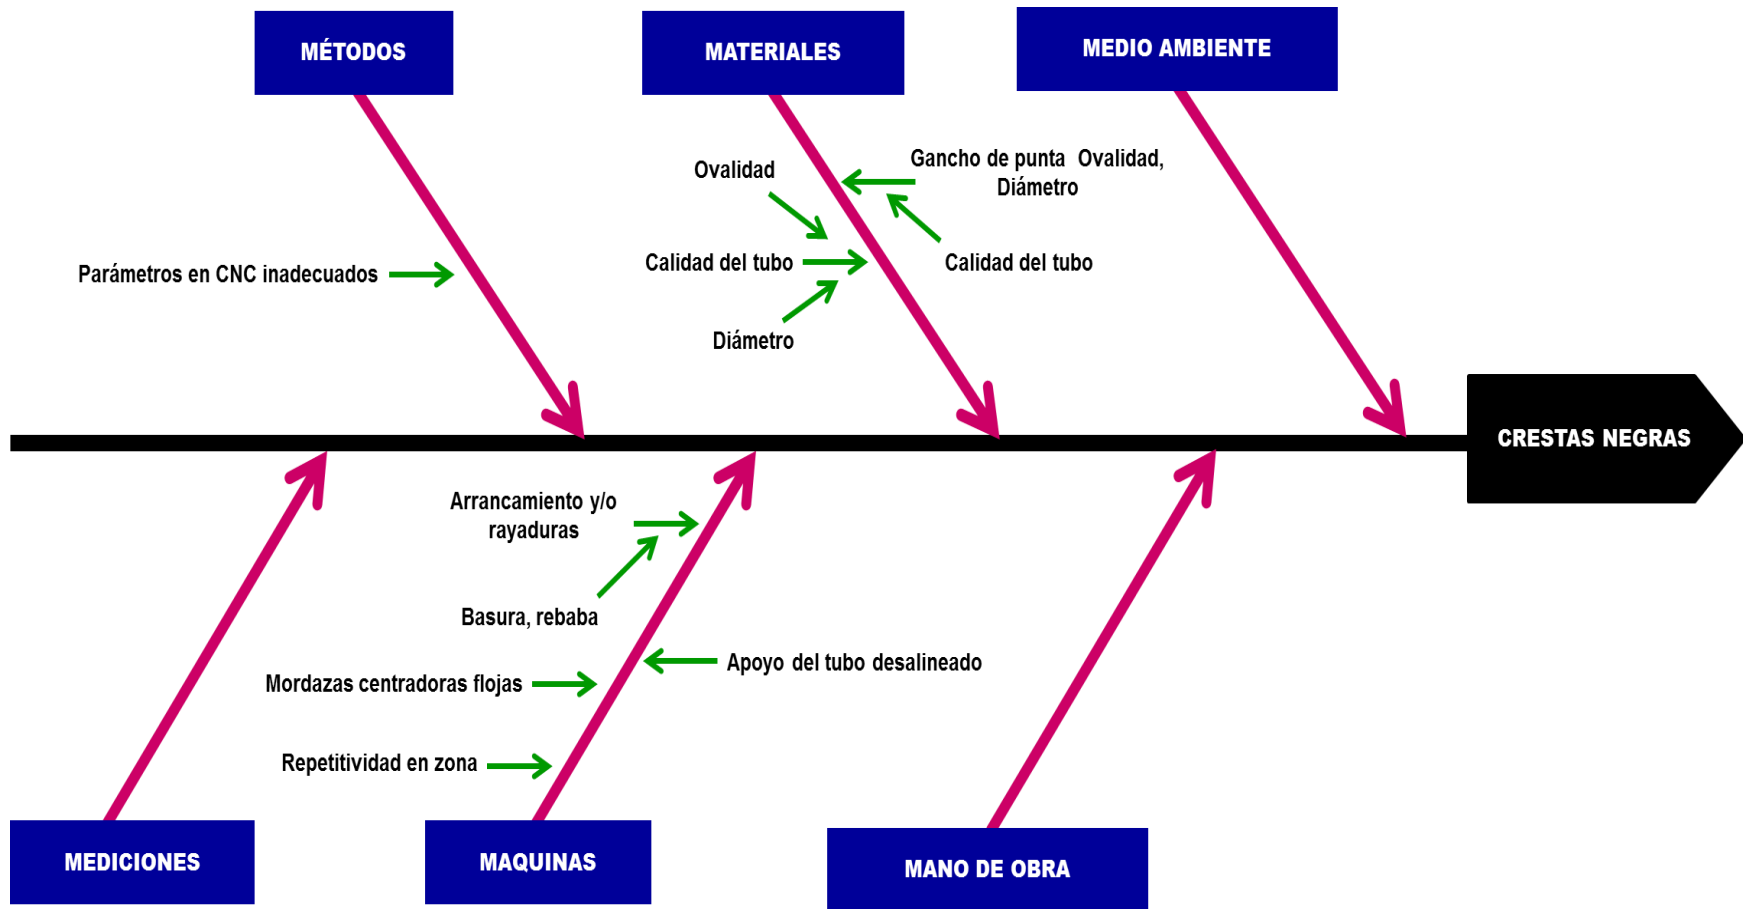 MÉTODOS
MATERIALES
MEDIO AMBIENTE
Ovalidad
Gancho de punta Ovalidad,
Diámetro
Calidad del tubo
Calidad del tubo
Parámetros en CNC inadecuados
Diámetro
CRESTAS NEGRAS
Arrancamiento y/o
rayaduras
Basura, rebaba
Apoyo del tubo desalineado
Mordazas centradoras flojas
Repetitividad en zona
MEDICIONES
MAQUINAS
MANO DE OBRA